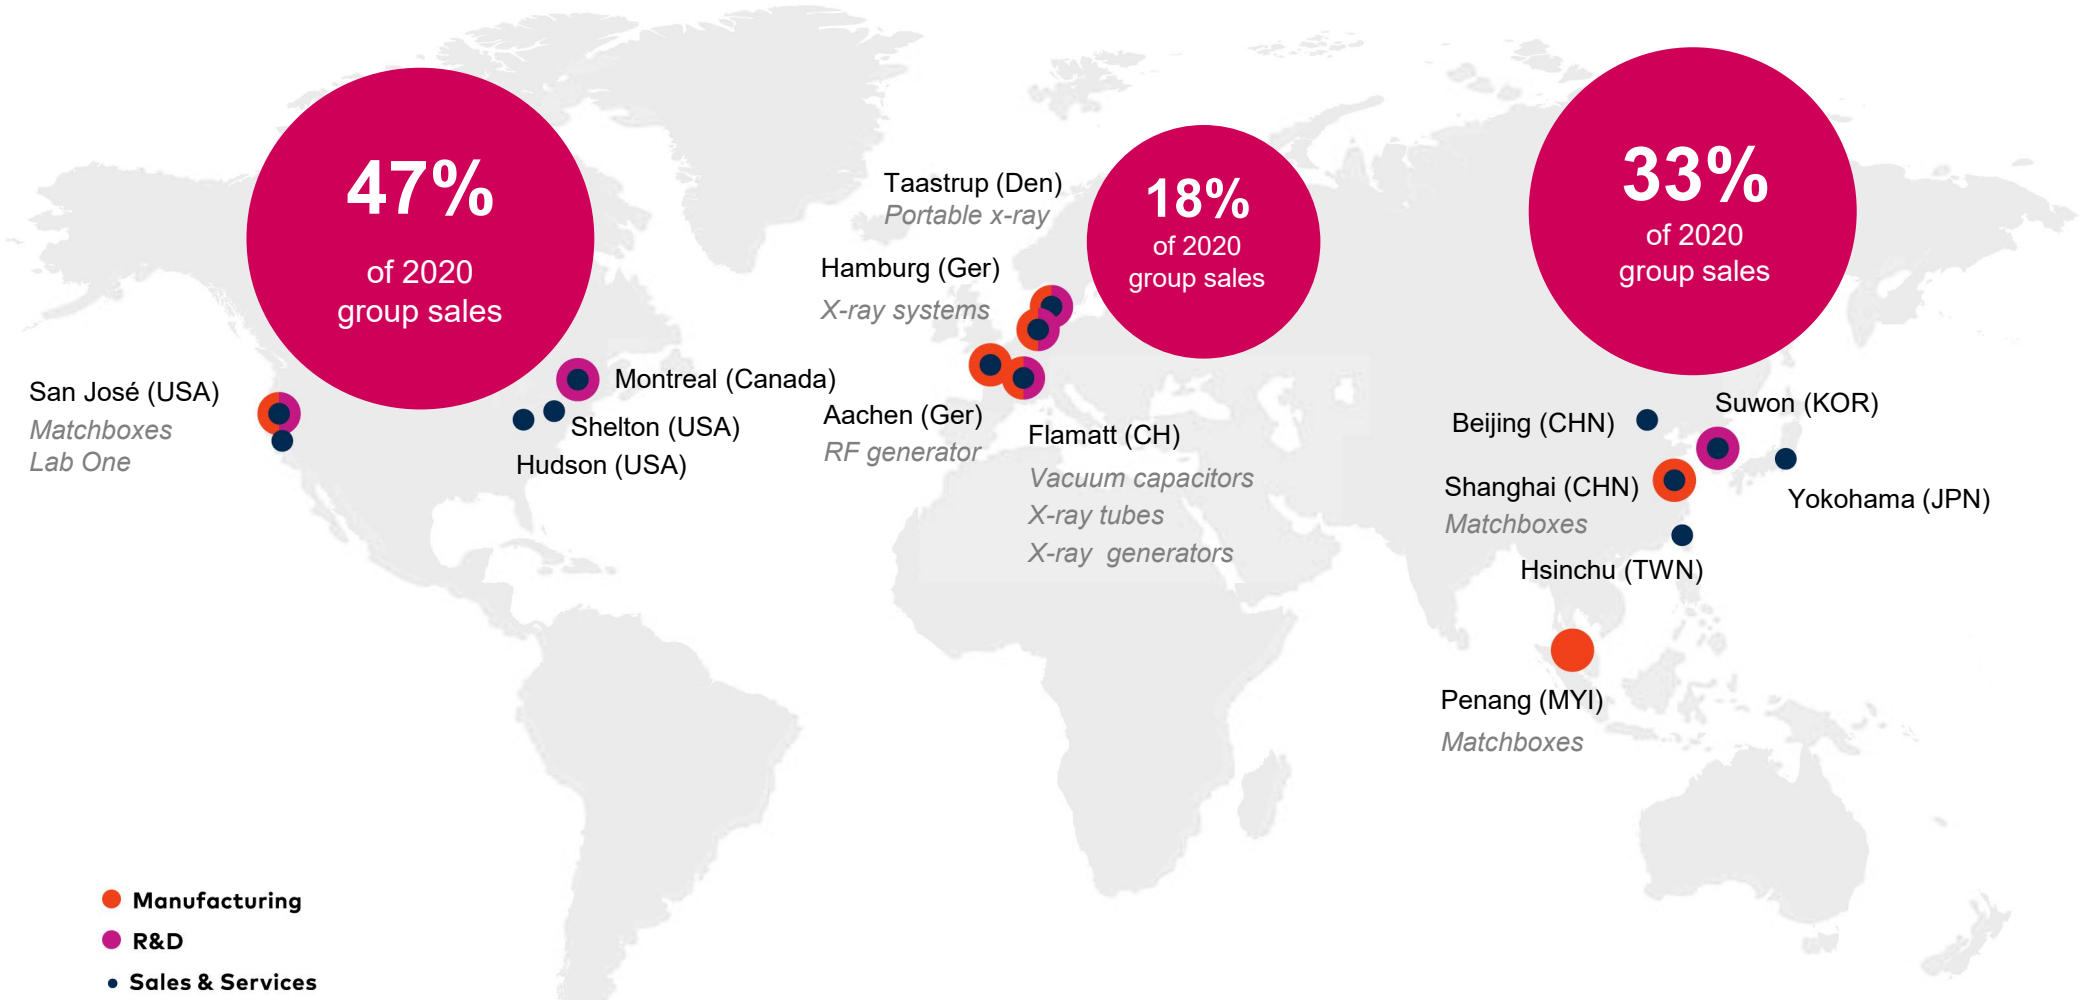 47%
of 2020
group sales
San José (USA)
Matchboxes
Lab One
Montreal (Canada)
Shelton (USA)
Hudson (USA)
Taastrup (Den)
Portable x-ray
Hamburg (Ger)
X-ray systems
18%
of 2020
group sales
Aachen (Ger)
RF generator
Flamatt (CH)
Vacuum capacitors
X-ray tubes
X-ray generators
33%
of 2020
group sales
Suwon (KOR)
Beijing (CHN)
Shanghai (CHN)
Matchboxes
Yokohama (JPN)
Hsinchu (TWN)
Penang (MYI)
Matchboxes
Manufacturing
R&D
Sales & Services